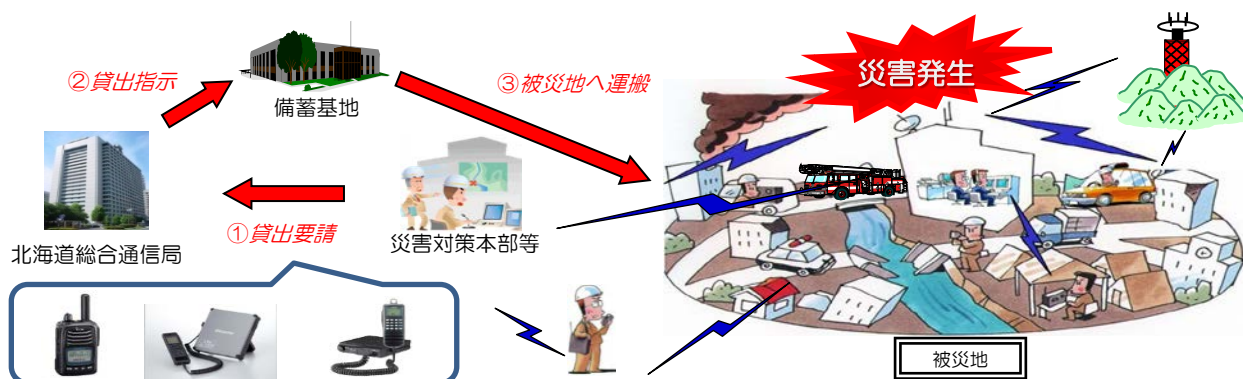 ②貸出指示
備蓄基地
③被災地へ運搬
災害発生
北海道総合通信局
①貸出要請
災害対策本部等
被災地